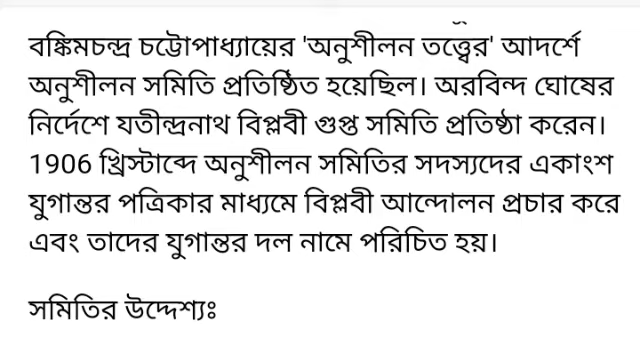 বঙ্কিমচন্দ্র চট্টোপাধ্যায়ের 'অনুশীলন তত্ত্বের' আদর্শে
অনুশীলন সমিতি প্রতিষ্ঠিত হয়েছিল। অরবিন্দ ঘোষের
নির্দেশে যতীন্দ্রনাথ বিপ্লবী গুপ্ত সমিতি প্রতিষ্ঠা করেন।
1906 খ্রিস্টাব্দে অনুশীলন সমিতির সদস্যদের একাংশ
যুগান্তর পত্রিকার মাধ্যমে বিপ্লবী আন্দোলন প্রচার করে
এবং তাদের যুগান্তর দল নামে পরিচিত হয়।
সমিতির উদ্দেশ্যঃ